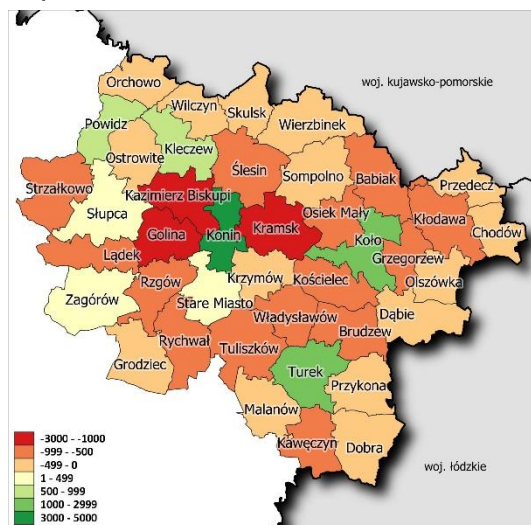 Orchowo
woj. kujawsko-pomorskie
Wilczyn
Skulsk
Powidz
Wierzbinek
Kleczew
Ostrowite
Ślesin
Przedecz
Strzałkowo
Sompolno
Babiak
Kazimierz Biskupi
Słupca
Osiek Mały
Kłodawa
Chodów
Golina
Konin
Kramsk
Koło
Lądek
Grzegorzew
Rzgów
Krzymów
Kościelec
Olszówka
Zagórów
Stare Miasto
Władysławów
Dąbie
Rychwał
Tuliszków
Brudzew
Grodziec
Turek
Przykona
Malanów
Kawęczyn
Dobra
woj. łódzkie
-3000 - -1000
-999 - -500
-499 - 0
1 - 499
500 - 999
1000 - 2999
3000 - 5000